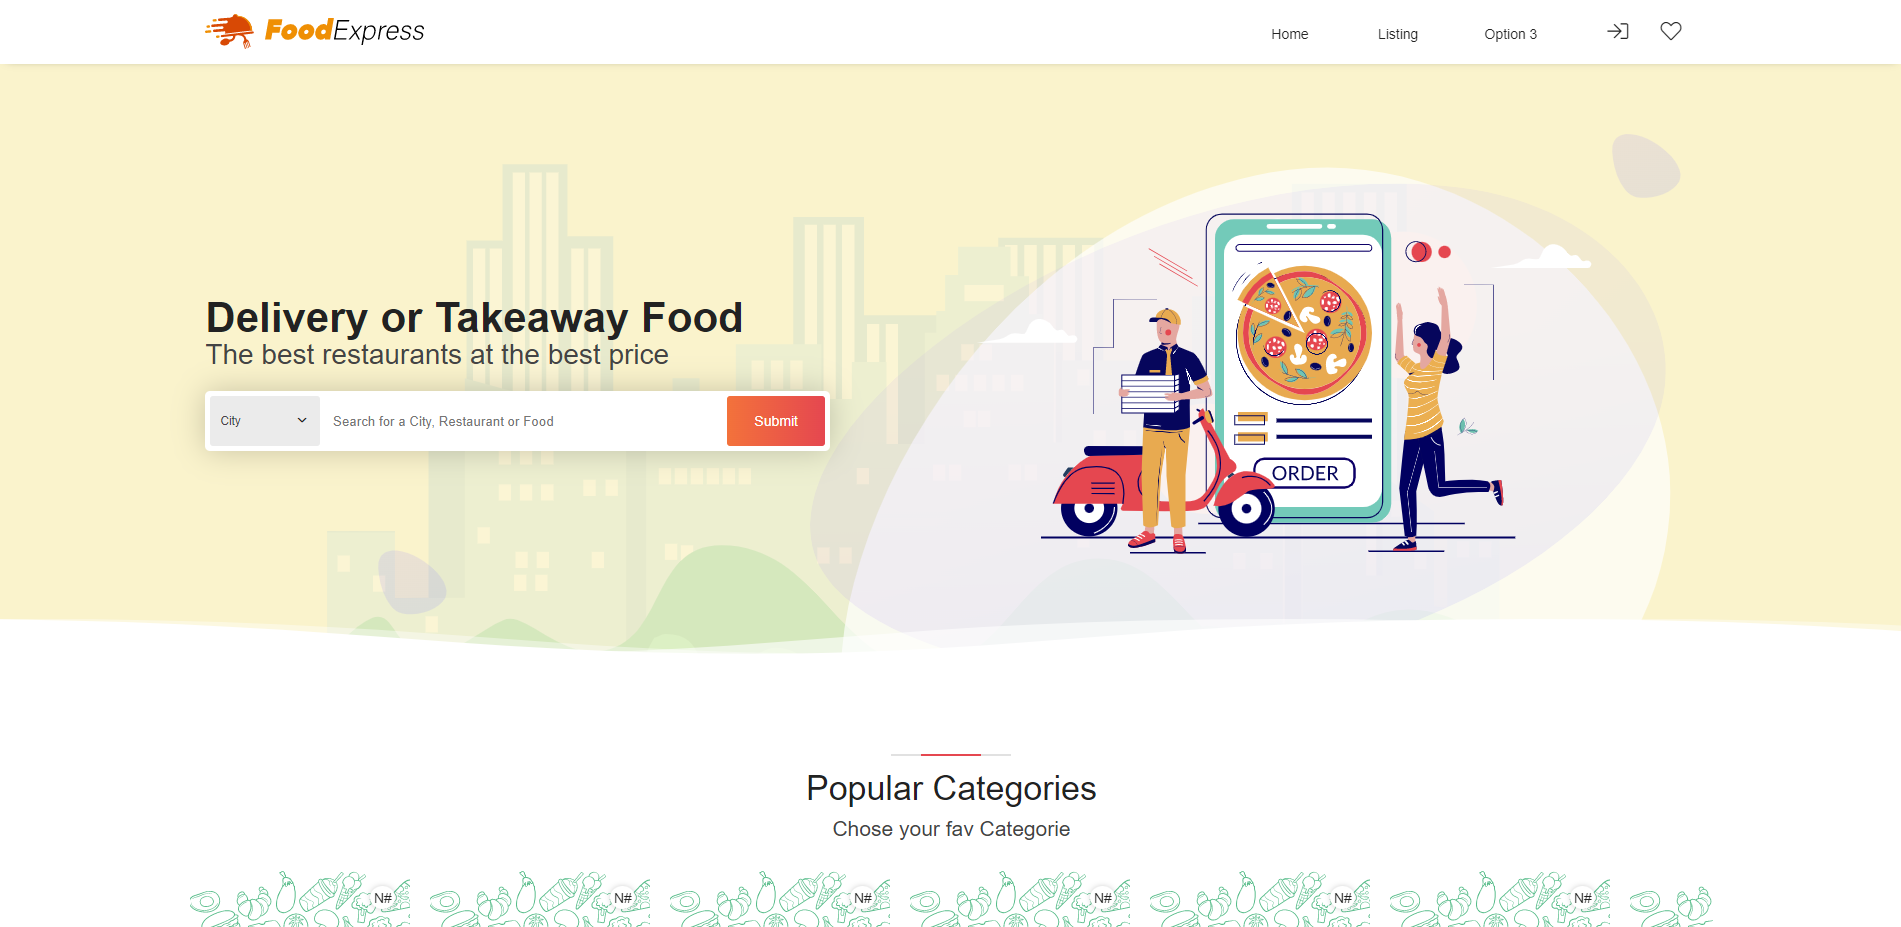 FoodExpress
Home
Listing
Option 3
Delivery or Takeaway Food
The best restaurants at the best price
City
Search for a City, Restaurant or Food
Submit
ORDER
Popular Categories
Chose your fav Categorie
N#
N#
N#
N#
N#
N#